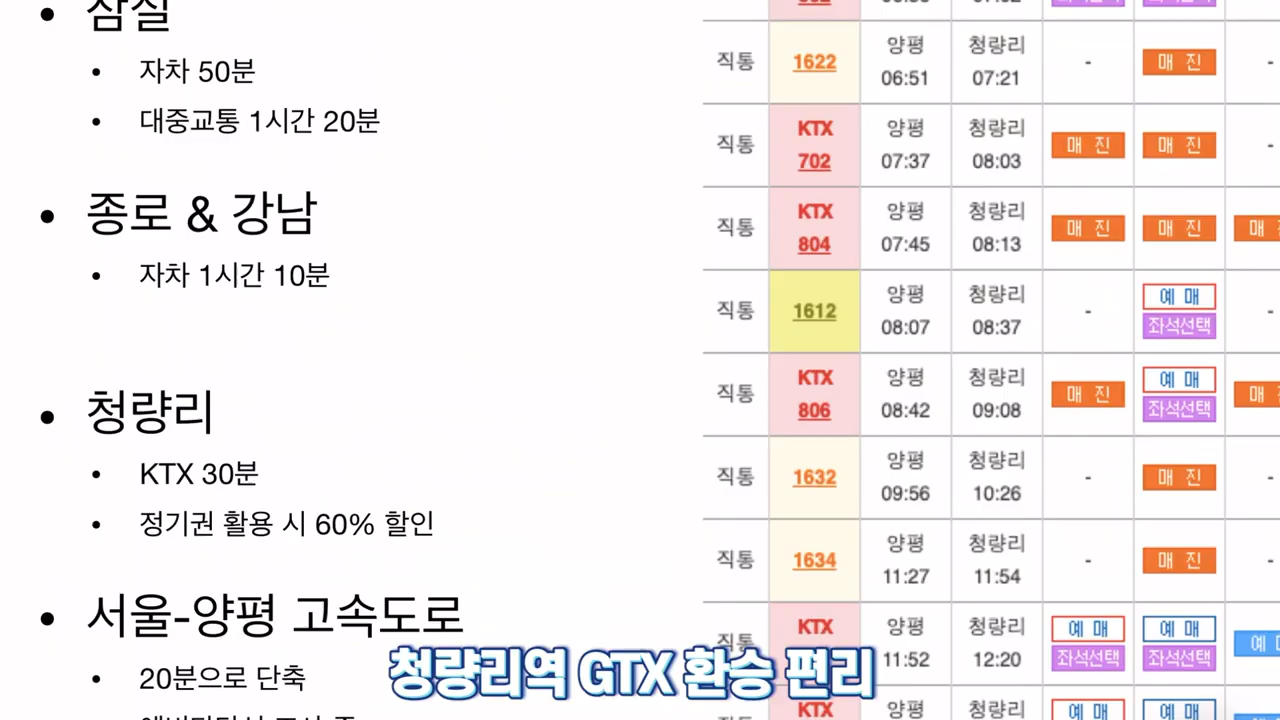 잠실
자차 50분
대중교통 1시간 20분
종로 & 강남
자차 1시간 10분
청량리
KTX 30분
정기권 활용 시 60% 할인
서울-양평 고속도로
20분으로 단축
청량리역 GTX 환승 편리
직통 1622 양평 06:51 청량리 07:21 - 매진 -
직통 KTX 702 양평 07:37 청량리 08:03 매진 매진 -
직통 KTX 804 양평 07:45 청량리 08:13 매진 매진 매
직통 1612 양평 08:07 청량리 08:37 - 예매 좌석선택 -
직통 KTX 806 양평 08:42 청량리 09:08 매진 예매 좌석선택 매
직통 1632 양평 09:56 청량리 10:26 - 매진 -
직통 1634 양평 11:27 청량리 11:54 - 매진 -
직통 KTX 양평 11:52 청량리 12:20 예매 좌석선택 예매 좌석선택 예
KTX 양평 청량리 예매 예매